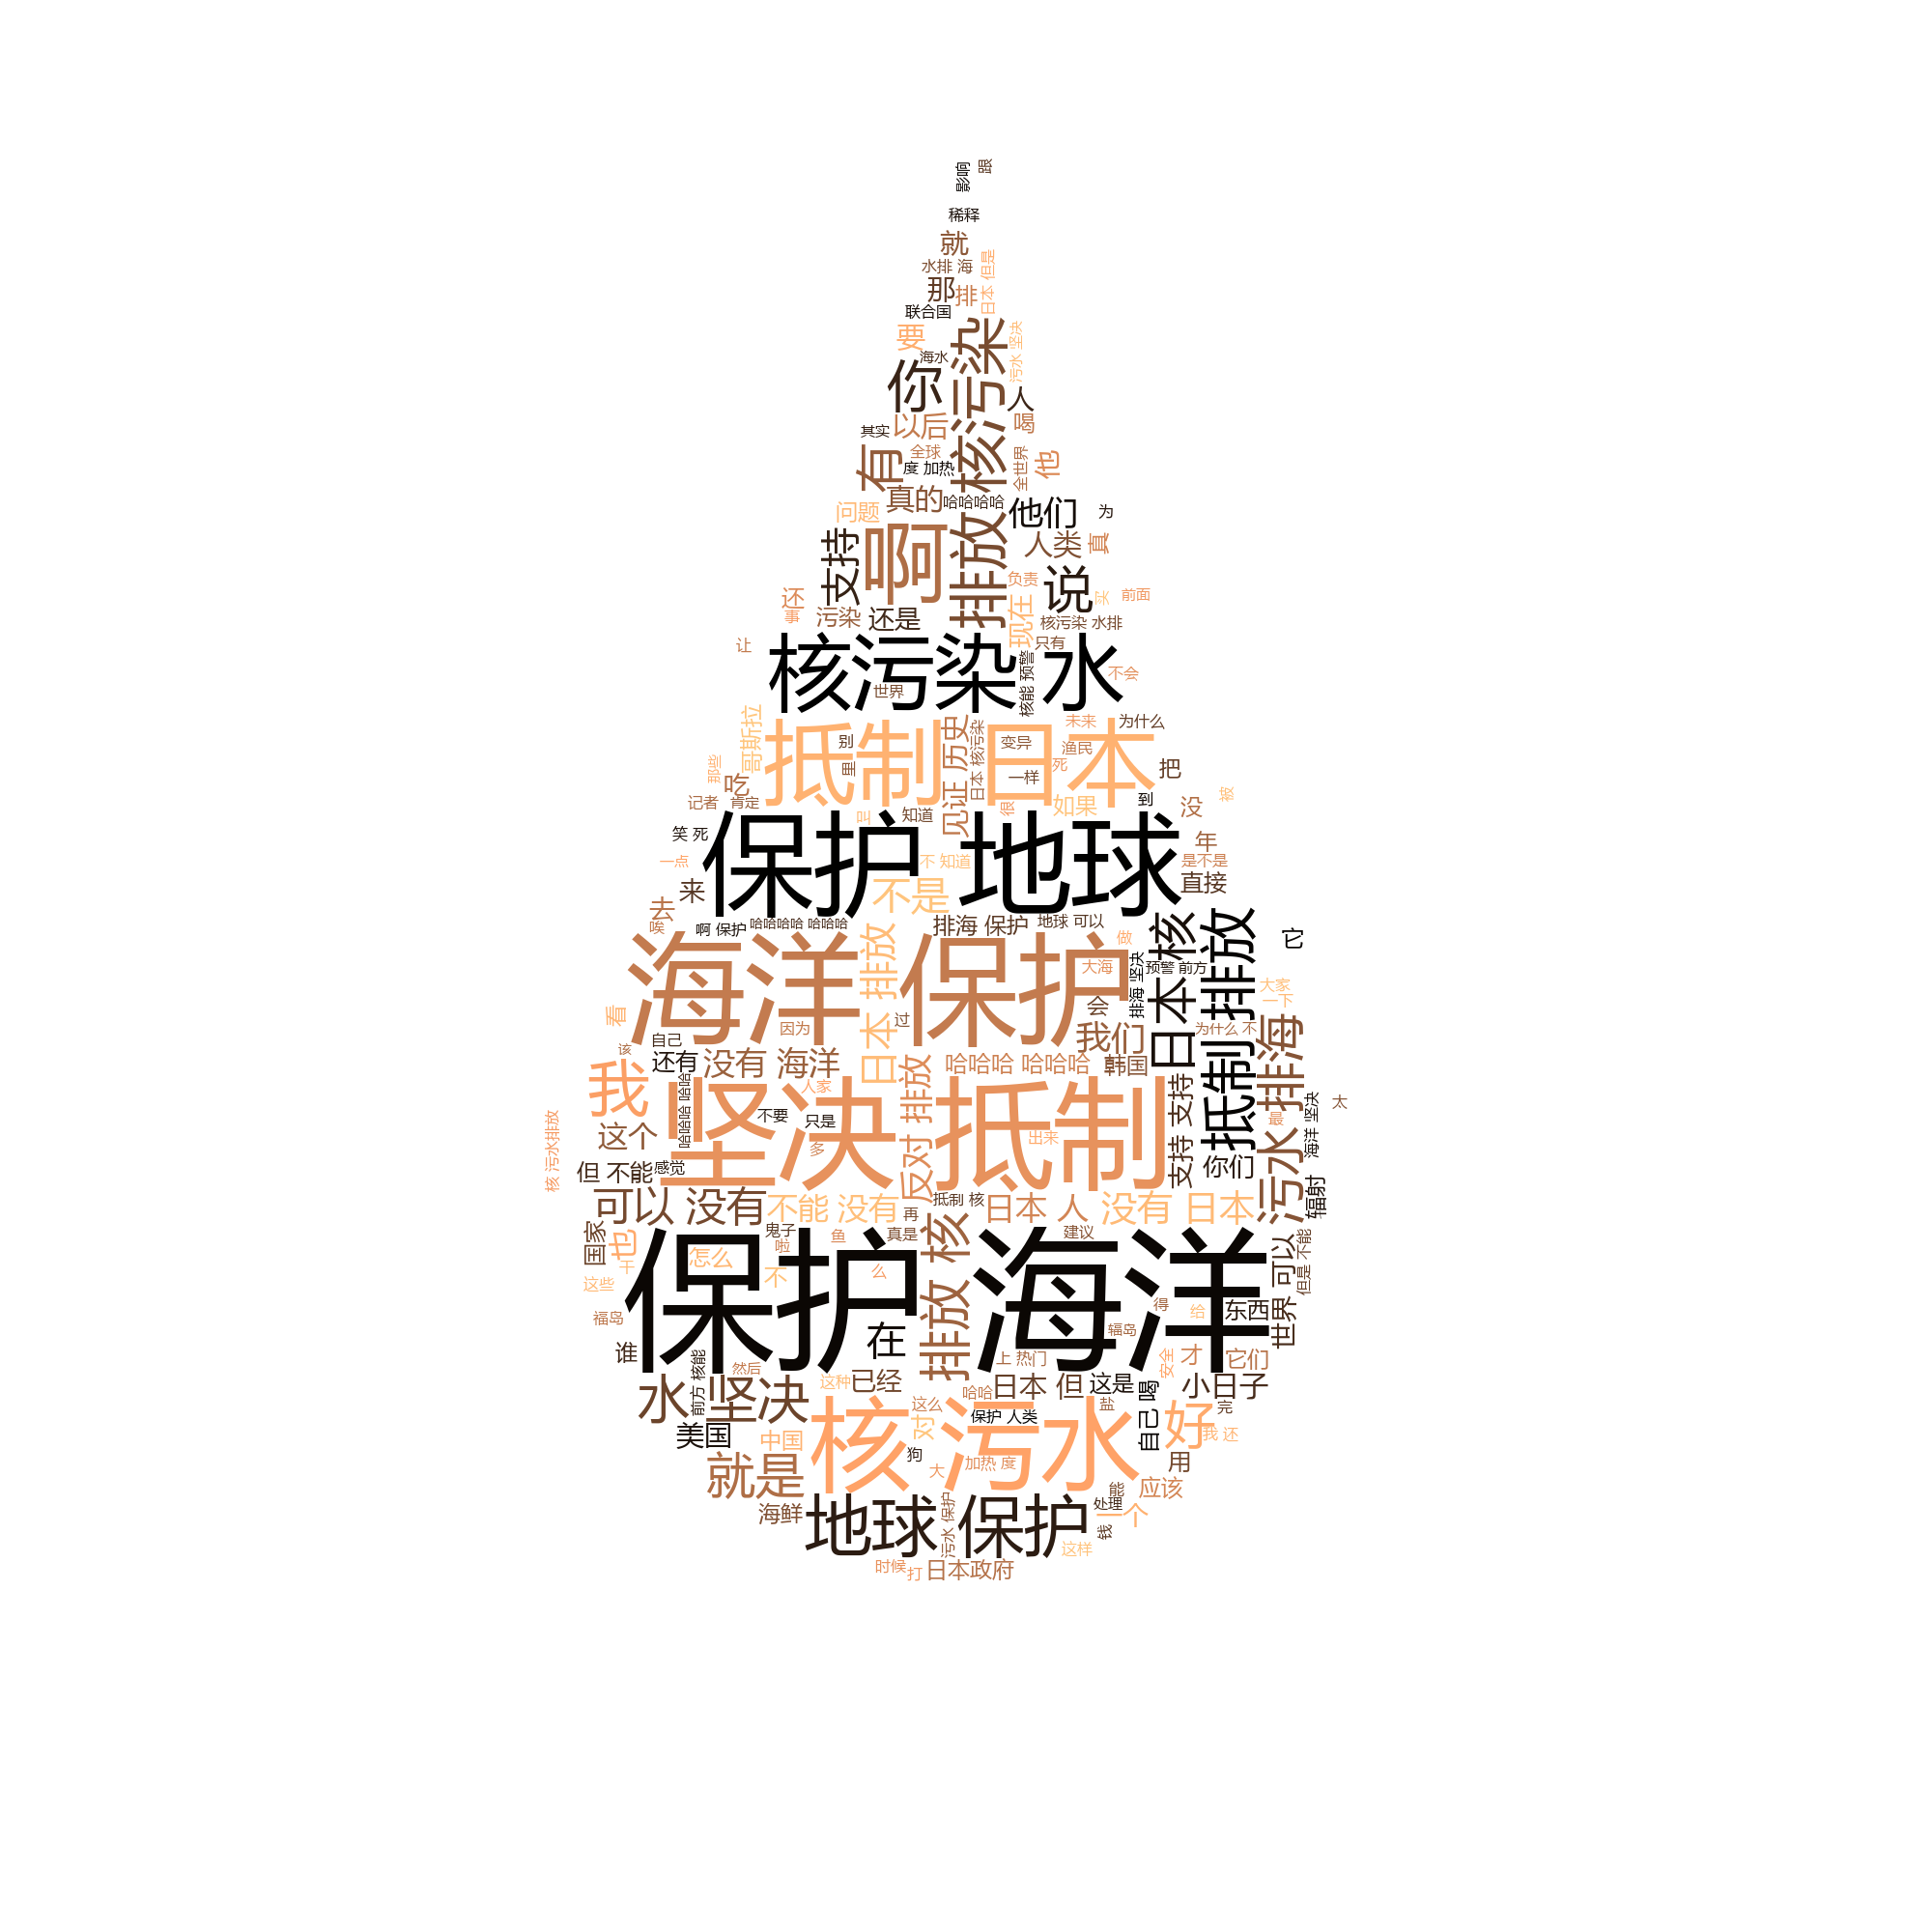 影响
跟
稀释
就
水排 海
但是
那
排
日本
联合国
要
核污染
污水 坚决
海水
你
人
以后
喝
其实
有
全球
度 加热
全世界
他
真的
哈哈哈哈
问题
他们
为
支持
啊
排放
人类
真
负责
说
买
前面
还
事
污染
还是
现在
核污染 水排
让
只有
核污染 水
世界
核能 预警
不会
哥斯拉
抵制 日本
别
里
见证 历史
日本 核污染
变异
一样
未来
为什么
渔民
死
把
那些
吃
记者
肯定
知道
很
如果
到
没
被
笑 死
保护 地球
年
一点
不 知道
是不是
来
不是
直接
去
唉
啊 保护
哈哈哈哈 哈哈哈
排海 保护
地球 可以
日本 核
排放
它
海洋 保护
日本 排放
做
大海
排海 坚决
预警 前方
大家
一下
看
因为
过
会
我们
为什么 不
抵制
污水 排海
该
自己
还有
没有 海洋
反对 排放
哈哈哈 哈哈哈
韩国
我
哈哈哈 哈哈
坚决 抵制
人家
不要
只是
多
出来
支持 支持
你们
最
海洋 坚决
太
核 污水排放
这个
但 不能
感觉
可以 没有
不能 没有
再
抵制 核
日本 人
没有 日本
辐射
国家
也
干
这些
鬼子
啦
鱼
真是
排放 核
建议
世界 可以
但是 不能
保护 海洋
怎么
不
么
在
得
给
东西
福岛
谁
辐岛
上 热门
安全
才
它们
前方 核能
然后
这种
已经
哈哈
日本 但
这是
小日子
水 坚决
美国
中国
核 污水
这么
对
保护 人类
盐
自己 喝
好
完
我 还
就是
狗
大
加热 度
用
能
应该
海鲜
地球 保护
污水 保护
处理
一个
钱
这样
时候
打
日本政府